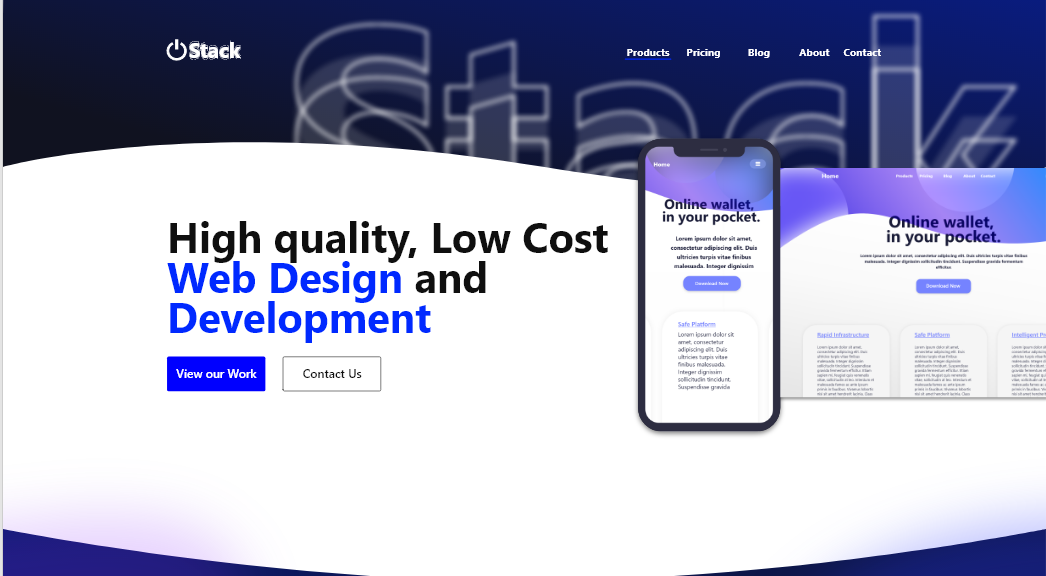 Stack
Products Pricing Blog About Contact
Stack
High quality, Low Cost
Web Design and
Development
View our Work
Contact Us
Home
Online wallet,
in your pocket.
Lorem ipsum dolor sit amet,
consectetur adipiscing elit. Duis
ultricies turpis vitae finibus
malesuada. Integer dignissim
Download Now
Safe Platform
Lorem ipsum dolor sit
amet, consectetur
adipiscing elit. Duis
ultricies turpis vitae
finibus malesuada.
Integer dignissim
sollicitudin tincidunt.
Suspendisse gravida
Home
Products Pricing Blog About Contact
Online wallet,
in your pocket.
Lorem ipsum dolor sit amet, consectetur adipiscing elit. Duis ultricies turpis vitae finibus
malesuada. Integer dignissim sollicitudin tincidunt. Suspendisse gravida fermentum
efficitur.
Download Now
Rapid Infrastructure
Safe Platform
Intelligent P